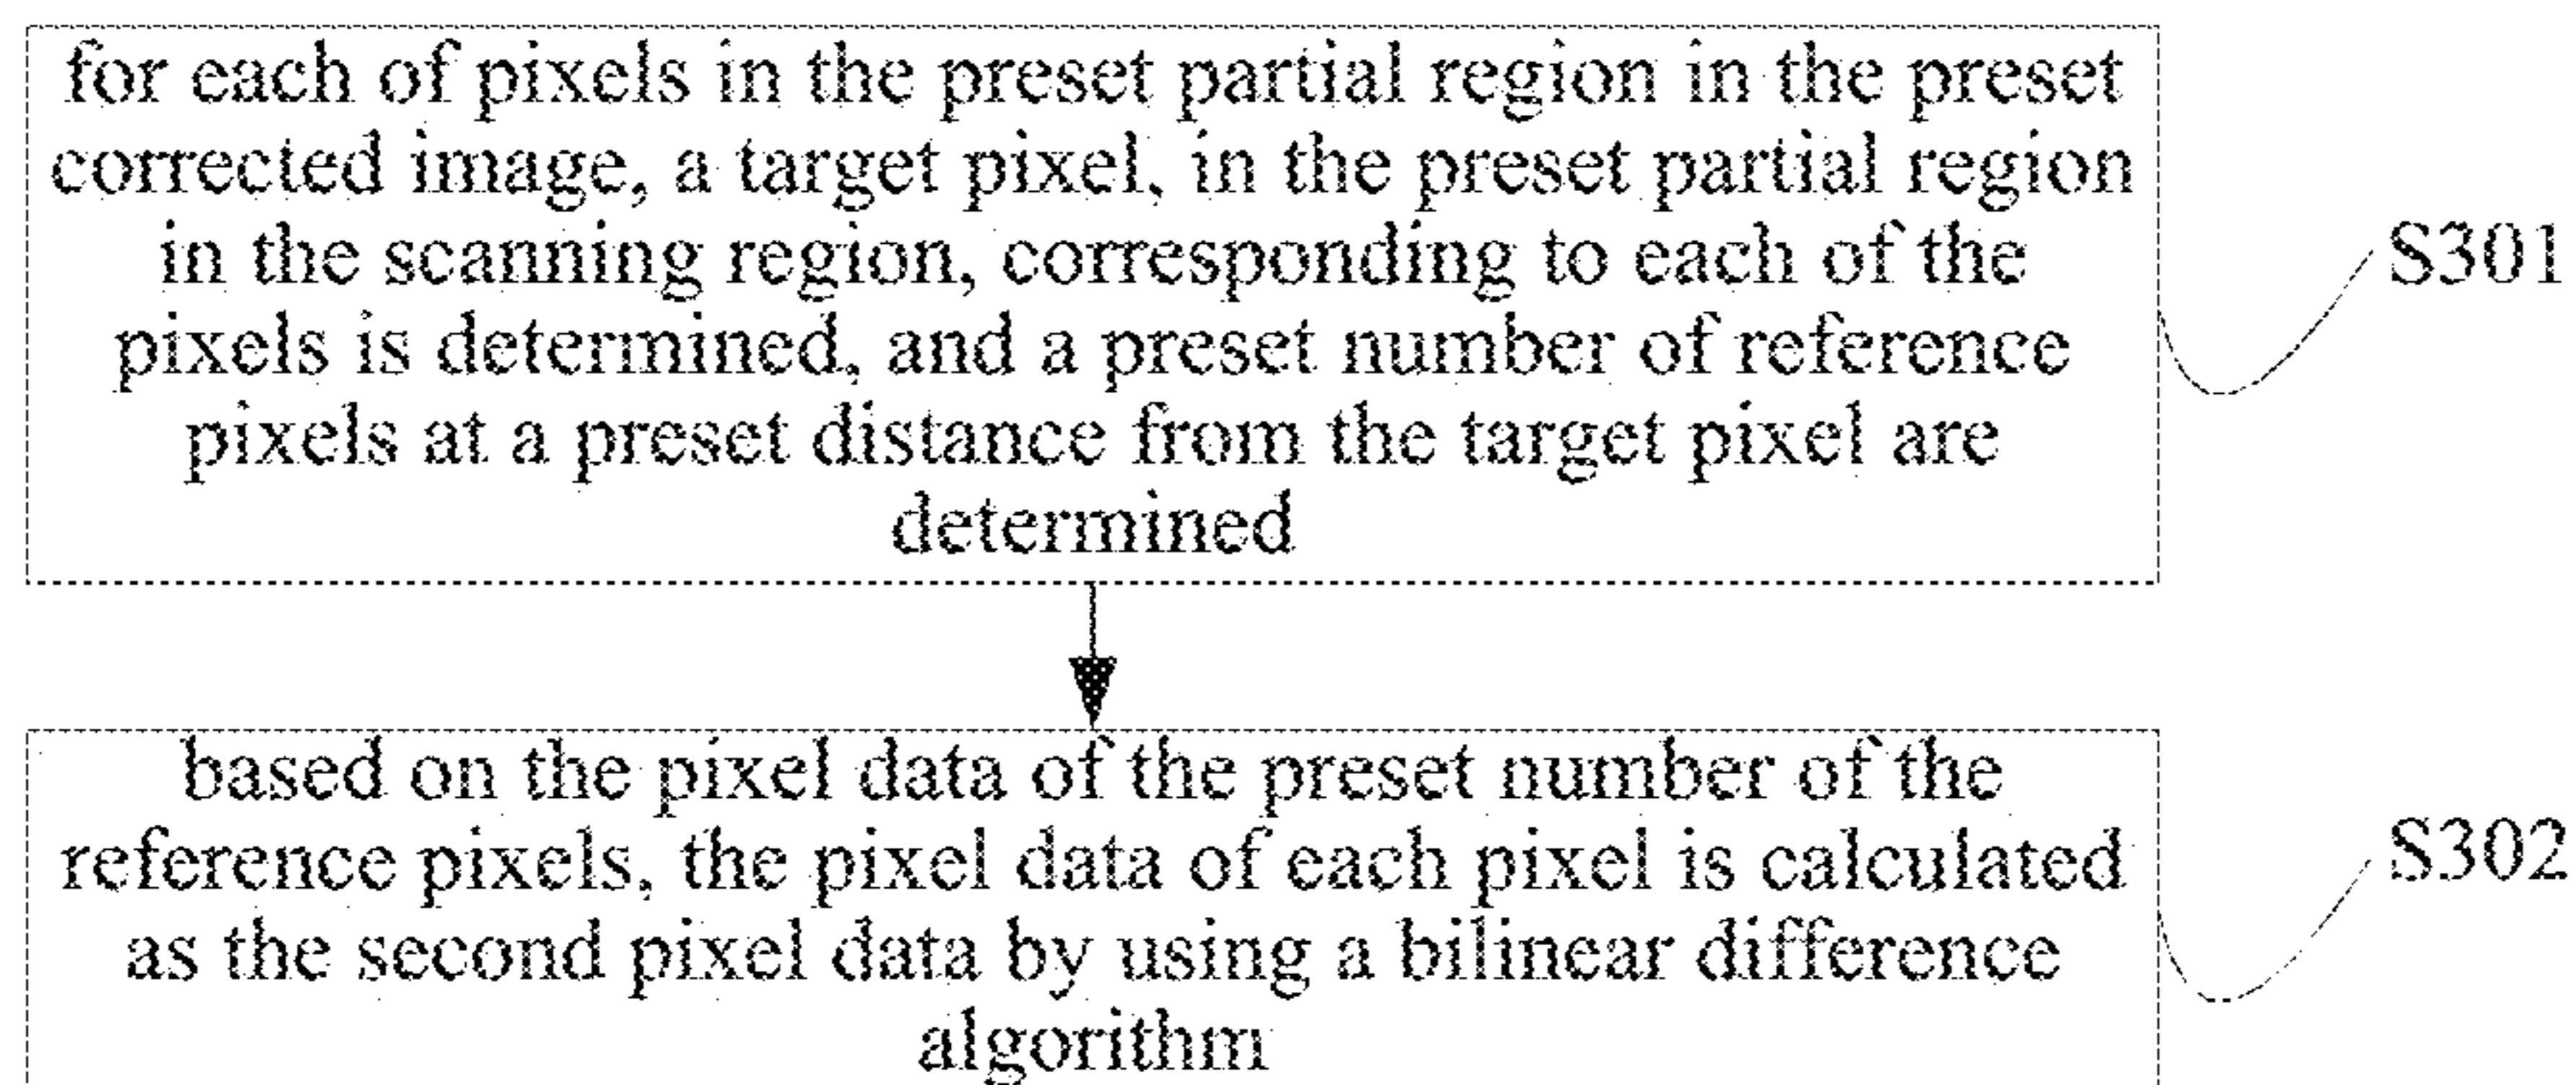 for each of pixels in the preset partial region in the preset
corrected image, a target pixel, in the preset partial region
in the scanning region, corresponding to each of the
pixels is determined, and a preset number of reference
pixels at a preset distance from the target pixel are
determined
S301
based on the pixel data of the preset number of the
reference pixels, the pixel data of each pixel is calculated
as the second pixel data by using a bilinear difference
algorithm
S302